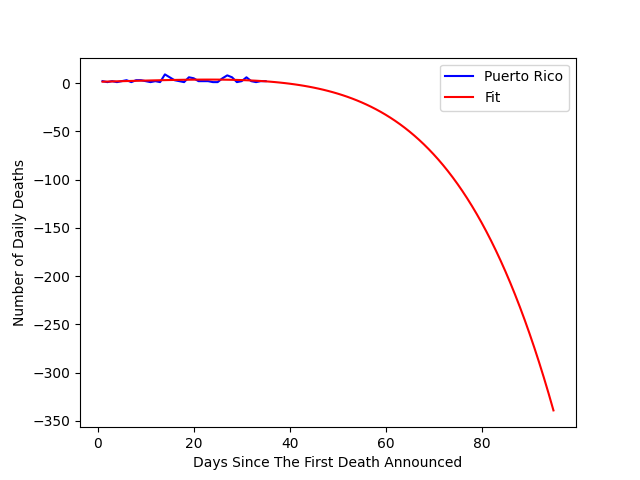 Puerto Rico
Fit
Number of Daily Deaths
0
−50
−100
−150
−200
−250
−300
−350
0 20 40 60 80
Days Since The First Death Announced